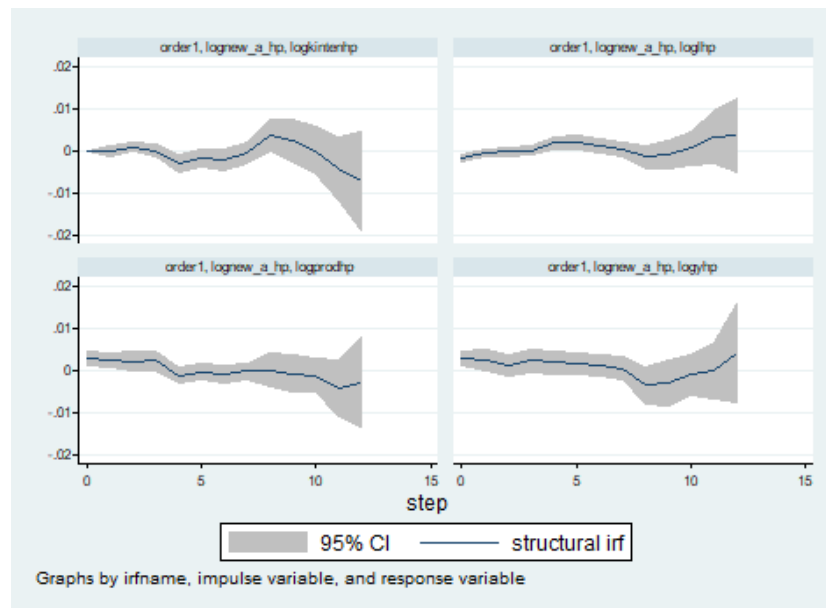 order1, lognew_a_hp, logkintenhp
order1, lognew_a_hp, loglhp
.02
.01
0
-.01
-.02
order1, lognew_a_hp, logprodhp
order1, lognew_a_hp, logyhp
.02
.01
0
-.01
-.02
0 5 10 15 0 5 10 15
step
95% CI structural irf
Graphs by irfname, impulse variable, and response variable